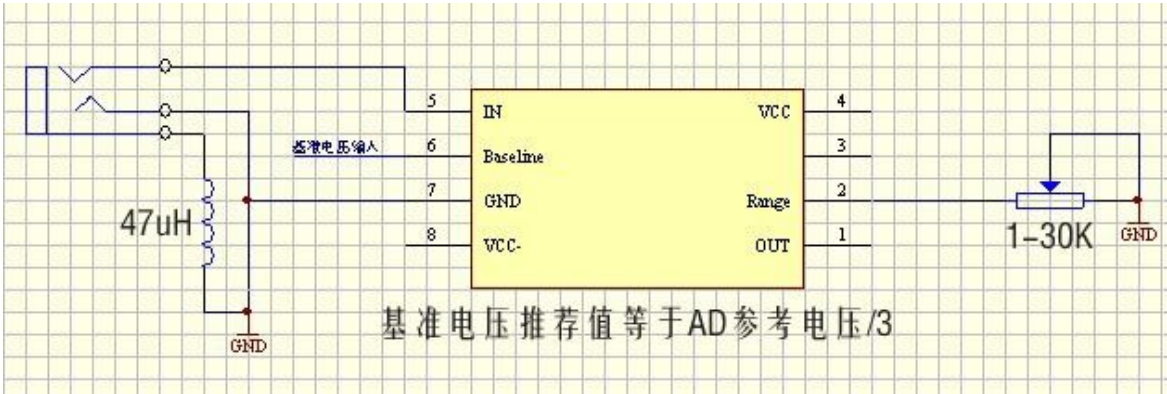 5 IN VCC 4
基准电压输入 6 Baseline 3
7 GND Range 2
47uH
8 VCC- OUT 1
1-30K
GND
基准电压推荐值等于AD参考电压/3
GND